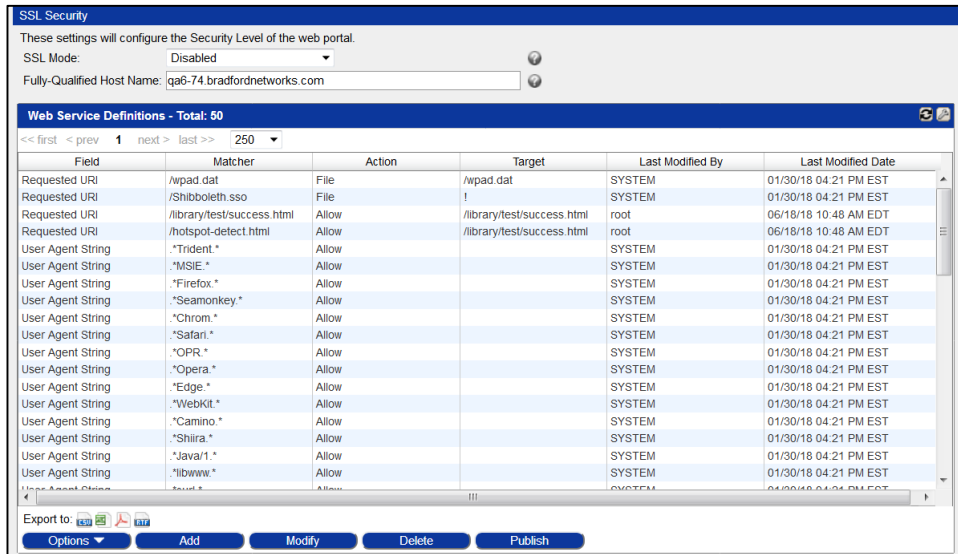 SSL Security
These settings will configure the Security Level of the web portal.
SSL Mode: Disabled
Fully-Qualified Host Name: qa6-74.bradfordnetworks.com
Web Service Definitions - Total: 50
<< first < prev 1 next > last >> 250
Field Matcher Action Target Last Modified By Last Modified Date
Requested URI /wpad.dat File /wpad.dat SYSTEM 01/30/18 04:21 PM EST
Requested URI /Shibboleth.sso File ! SYSTEM 01/30/18 04:21 PM EST
Requested URI /library/test/success.html Allow /library/test/success.html root 06/18/18 10:48 AM EDT
Requested URI /hotspot-detect.html Allow /library/test/success.html root 06/18/18 10:48 AM EDT
User Agent String .*Trident.* Allow SYSTEM 01/30/18 04:21 PM EST
User Agent String .*MSIE.* Allow SYSTEM 01/30/18 04:21 PM EST
User Agent String .*Firefox.* Allow SYSTEM 01/30/18 04:21 PM EST
User Agent String .*Seamonkey.* Allow SYSTEM 01/30/18 04:21 PM EST
User Agent String .*Chrom.* Allow SYSTEM 01/30/18 04:21 PM EST
User Agent String .*Safari.* Allow SYSTEM 01/30/18 04:21 PM EST
User Agent String .*OPR.* Allow SYSTEM 01/30/18 04:21 PM EST
User Agent String .*Opera.* Allow SYSTEM 01/30/18 04:21 PM EST
User Agent String .*Edge.* Allow SYSTEM 01/30/18 04:21 PM EST
User Agent String .*WebKit.* Allow SYSTEM 01/30/18 04:21 PM EST
User Agent String .*Camino.* Allow SYSTEM 01/30/18 04:21 PM EST
User Agent String .*Shiira.* Allow SYSTEM 01/30/18 04:21 PM EST
User Agent String .*Java/1.* Allow SYSTEM 01/30/18 04:21 PM EST
User Agent String .*libwww.* Allow SYSTEM 01/30/18 04:21 PM EST
Export to: CSV RTF
Options Add Modify Delete Publish